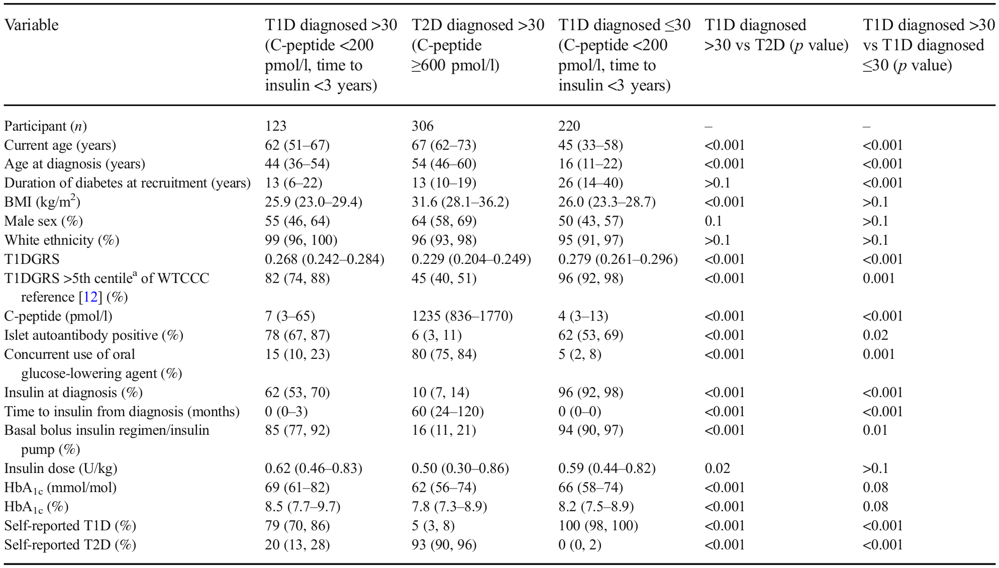 Variable T1D diagnosed >30 T2D diagnosed >30 T1D diagnosed ≤30 T1D diagnosed T1D diagnosed >30
(C-peptide <200 (C-peptide (C-peptide <200 >30 vs T2D (p value) vs T1D diagnosed
pmol/l, time to ≥600 pmol/l) pmol/l, time to ≤30 (p value)
insulin <3 years) insulin <3 years)
Participant (n) 123 306 220 – –
Current age (years) 62 (51–67) 67 (62–73) 45 (33–58) <0.001 <0.001
Age at diagnosis (years) 44 (36–54) 54 (46–60) 16 (11–22) <0.001 <0.001
Duration of diabetes at recruitment (years) 13 (6–22) 13 (10–19) 26 (14–40) >0.1 <0.001
BMI (kg/m2) 25.9 (23.0–29.4) 31.6 (28.1–36.2) 26.0 (23.3–28.7) <0.001 >0.1
Male sex (%) 55 (46, 64) 64 (58, 69) 50 (43, 57) 0.1 >0.1
White ethnicity (%) 99 (96, 100) 96 (93, 98) 95 (91, 97) >0.1 >0.1
T1DGRS 0.268 (0.242–0.284) 0.229 (0.204–0.249) 0.279 (0.261–0.296) <0.001 <0.001
T1DGRS >5th centilea of WTCCC 82 (74, 88) 45 (40, 51) 96 (92, 98) <0.001 0.001
reference [12] (%)
C-peptide (pmol/l) 7 (3–65) 1235 (836–1770) 4 (3–13) <0.001 <0.001
Islet autoantibody positive (%) 78 (67, 87) 6 (3, 11) 62 (53, 69) <0.001 0.02
Concurrent use of oral 15 (10, 23) 80 (75, 84) 5 (2, 8) <0.001 0.001
glucose-lowering agent (%)
Insulin at diagnosis (%) 62 (53, 70) 10 (7, 14) 96 (92, 98) <0.001 <0.001
Time to insulin from diagnosis (months) 0 (0–3) 60 (24–120) 0 (0–0) <0.001 <0.001
Basal bolus insulin regimen/insulin 85 (77, 92) 16 (11, 21) 94 (90, 97) <0.001 0.01
pump (%)
Insulin dose (U/kg) 0.62 (0.46–0.83) 0.50 (0.30–0.86) 0.59 (0.44–0.82) 0.02 >0.1
HbA1c (mmol/mol) 69 (61–82) 62 (56–74) 66 (58–74) <0.001 0.08
HbA1c (%) 8.5 (7.7–9.7) 7.8 (7.3–8.9) 8.2 (7.5–8.9) <0.001 0.08
Self-reported T1D (%) 79 (70, 86) 5 (3, 8) 100 (98, 100) <0.001 <0.001
Self-reported T2D (%) 20 (13, 28) 93 (90, 96) 0 (0, 2) <0.001 <0.001